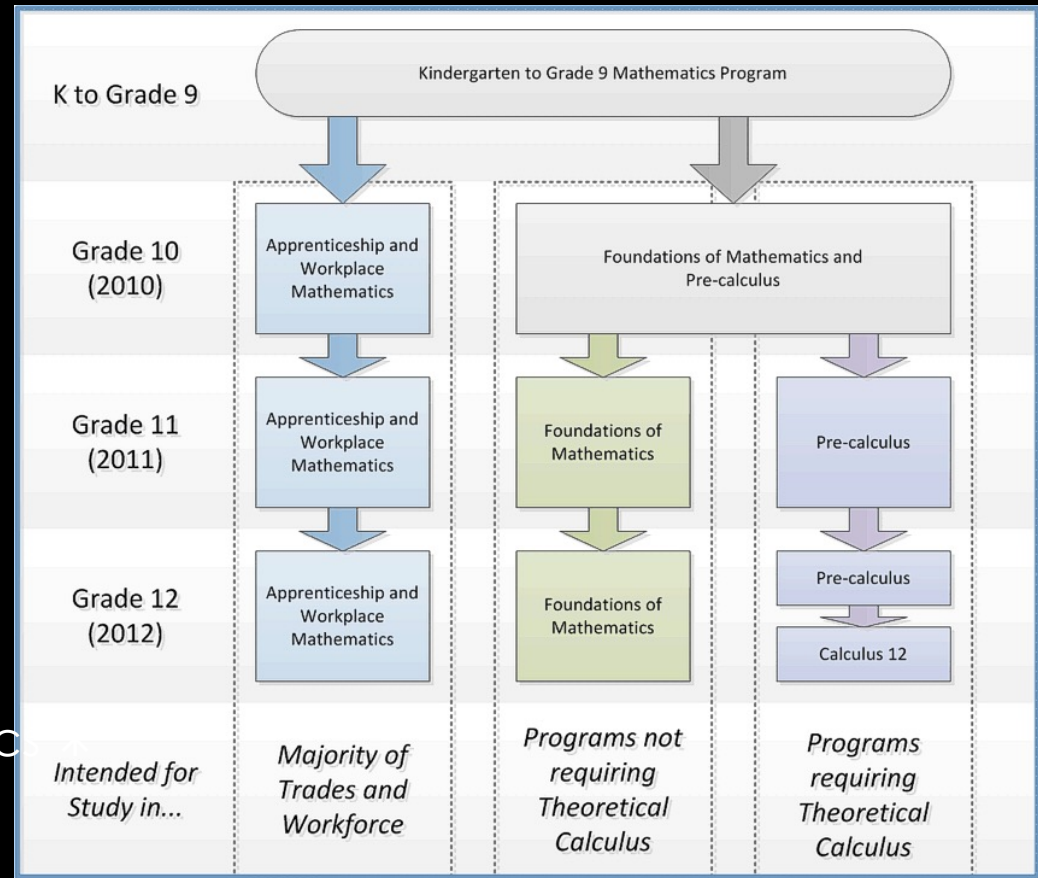 Kindergarten to Grade 9 Mathematics Program
K to Grade 9
Grade 10
(2010)
Apprenticeship and
Workplace
Mathematics
Foundations of Mathematics and
Pre-calculus
Grade 11
(2011)
Apprenticeship and
Workplace
Mathematics
Foundations of
Mathematics
Pre-calculus
Grade 12
(2012)
Apprenticeship and
Workplace
Mathematics
Foundations of
Mathematics
Pre-calculus
Calculus 12
Intended for
Study in...
Majority of
Trades and
Workforce
Programs not
requiring
Theoretical
Calculus
Programs
requiring
Theoretical
Calculus